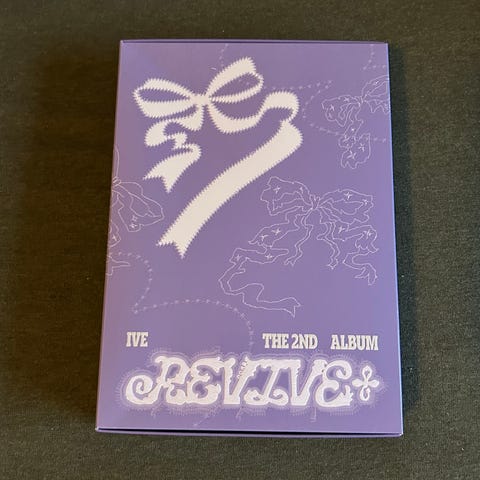 IVE THE 2ND ALBUM
REVIVE+